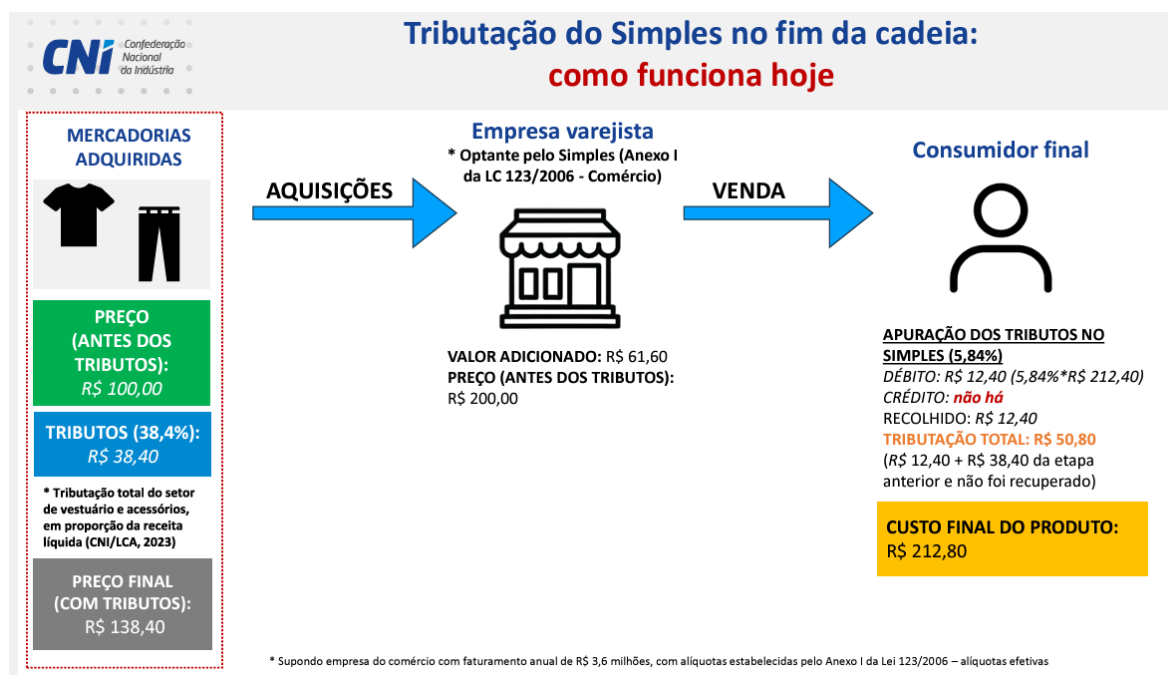 CNI Confederação
Nacional
da Indústria
Tributação do Simples no fim da cadeia:
como funciona hoje
MERCADORIAS
ADQUIRIDAS
PREÇO
(ANTES DOS
TRIBUTOS):
R$ 100,00
TRIBUTOS (38,4%):
R$ 38,40
* Tributação total do setor
de vestuário e acessórios,
em proporção da receita
líquida (CNI/LCA, 2023)
PREÇO FINAL
(COM TRIBUTOS):
R$ 138,40
AQUISIÇÕES
Empresa varejista
* Optante pelo Simples (Anexo I
da LC 123/2006 - Comércio)
VALOR ADICIONADO: R$ 61,60
PREÇO (ANTES DOS TRIBUTOS):
R$ 200,00
VENDA
Consumidor final
APURAÇÃO DOS TRIBUTOS NO
SIMPLES (5,84%)
DÉBITO: R$ 12,40 (5,84%*R$ 212,40)
CRÉDITO: não há
RECOLHIDO: R$ 12,40
TRIBUTAÇÃO TOTAL: R$ 50,80
(R$ 12,40 + R$ 38,40 da etapa
anterior e não foi recuperado)
CUSTO FINAL DO PRODUTO:
R$ 212,80
* Supondo empresa do comércio com faturamento anual de R$ 3,6 milhões, com alíquotas estabelecidas pelo Anexo I da Lei 123/2006 – alíquotas efetivas